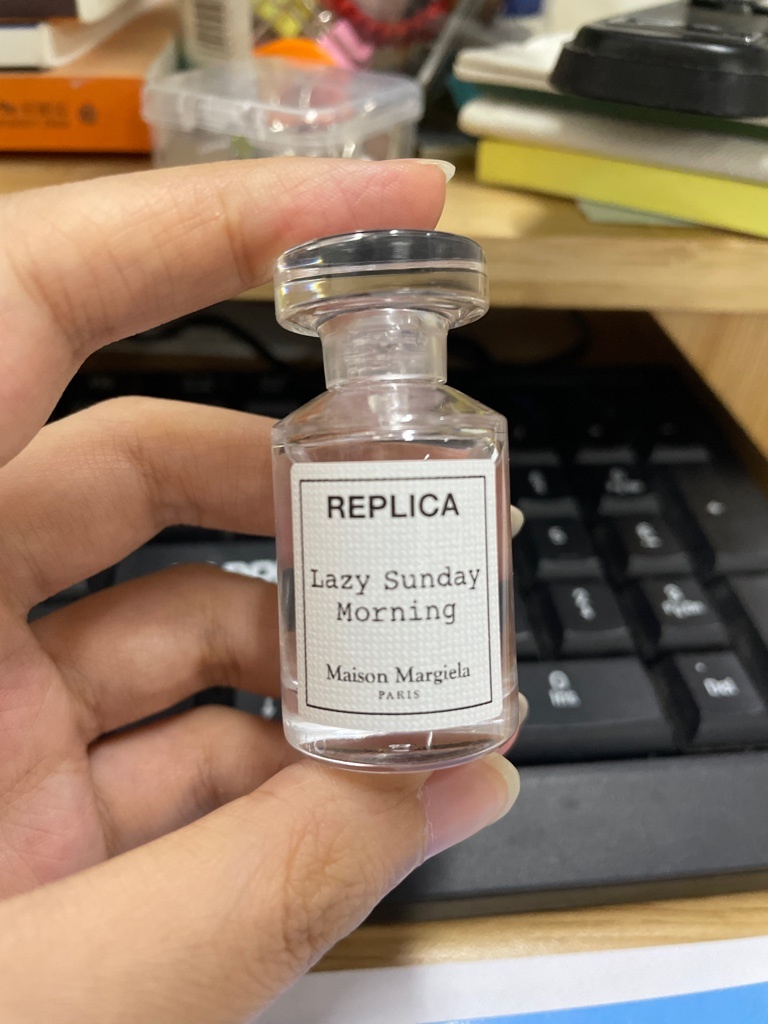 REPLICA
Lazy Sunday
Morning
Maison Margiela
PARIS